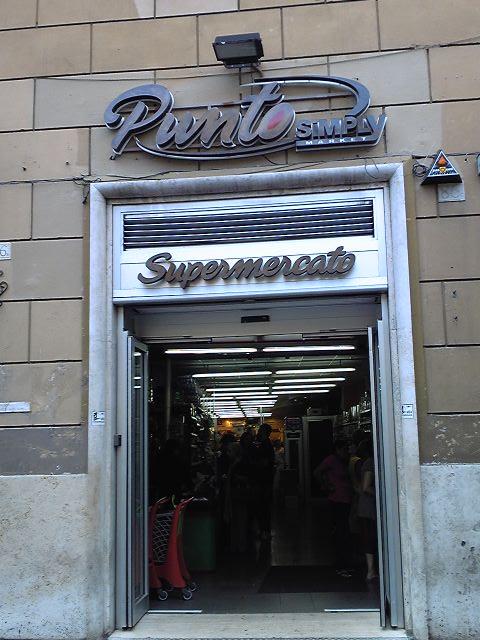 Punto
SIMPLY
MARKET
Supermercato